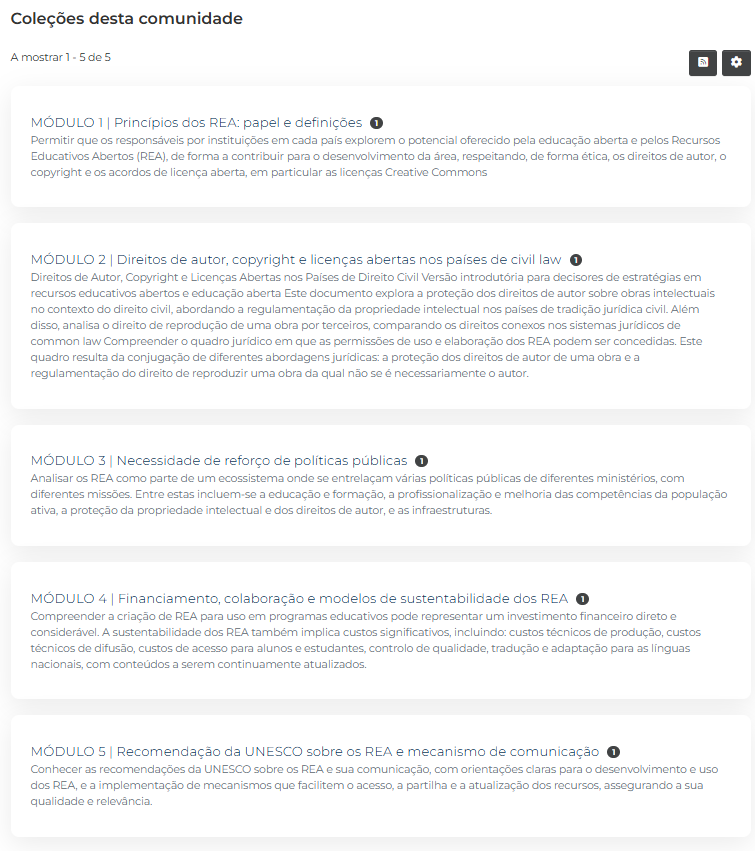 Coleções desta comunidade
A mostrar 1 - 5 de 5
MÓDULO 1 | Princípios dos REA: papel e definições 1
Permitir que os responsáveis por instituições em cada país explorem o potencial oferecido pela educação aberta e pelos Recursos
Educativos Abertos (REA), de forma a contribuir para o desenvolvimento da área, respeitando, de forma ética, os direitos de autor, o
copyright e os acordos de licença aberta, em particular as licenças Creative Commons
MÓDULO 2 | Direitos de autor, copyright e licenças abertas nos países de civil law 1
Direitos de Autor, Copyright e Licenças Abertas nos Países de Direito Civil Versão introdutória para decisores de estratégias em
recursos educativos abertos e educação aberta Este documento explora a proteção dos direitos de autor sobre obras intelectuais
no contexto do direito civil, abordando a regulamentação da propriedade intelectual nos países de tradição jurídica civil. Além
disso, analisa o direito de reprodução de uma obra por terceiros, comparando os direitos conexos nos sistemas jurídicos de
common law Compreender o quadro jurídico em que as permissões de uso e elaboração dos REA podem ser concedidas. Este
quadro resulta da conjugação de diferentes abordagens jurídicas: a proteção dos direitos de autor de uma obra e a
regulamentação do direito de reproduzir uma obra da qual não se é necessariamente o autor.
MÓDULO 3 | Necessidade de reforço de políticas públicas 1
Analisar os REA como parte de um ecossistema onde se entrelaçam várias políticas públicas de diferentes ministérios, com
diferentes missões. Entre estas incluem-se a educação e formação, a profissionalização e melhoria das competências da população
ativa, a proteção da propriedade intelectual e dos direitos de autor, e as infraestruturas.
MÓDULO 4 | Financiamento, colaboração e modelos de sustentabilidade dos REA 1
Compreender a criação de REA para uso em programas educativos pode representar um investimento financeiro direto e
considerável. A sustentabilidade dos REA também implica custos significativos, incluindo: custos técnicos de produção, custos
técnicos de difusão, custos de acesso para alunos e estudantes, controlo de qualidade, tradução e adaptação para as línguas
nacionais, com conteúdos a serem continuamente atualizados.
MÓDULO 5 | Recomendação da UNESCO sobre os REA e mecanismo de comunicação 1
Conhecer as recomendações da UNESCO sobre os REA e sua comunicação, com orientações claras para o desenvolvimento e uso
dos REA, e a implementação de mecanismos que facilitem o acesso, a partilha e a atualização dos recursos, assegurando a sua
qualidade e relevância.